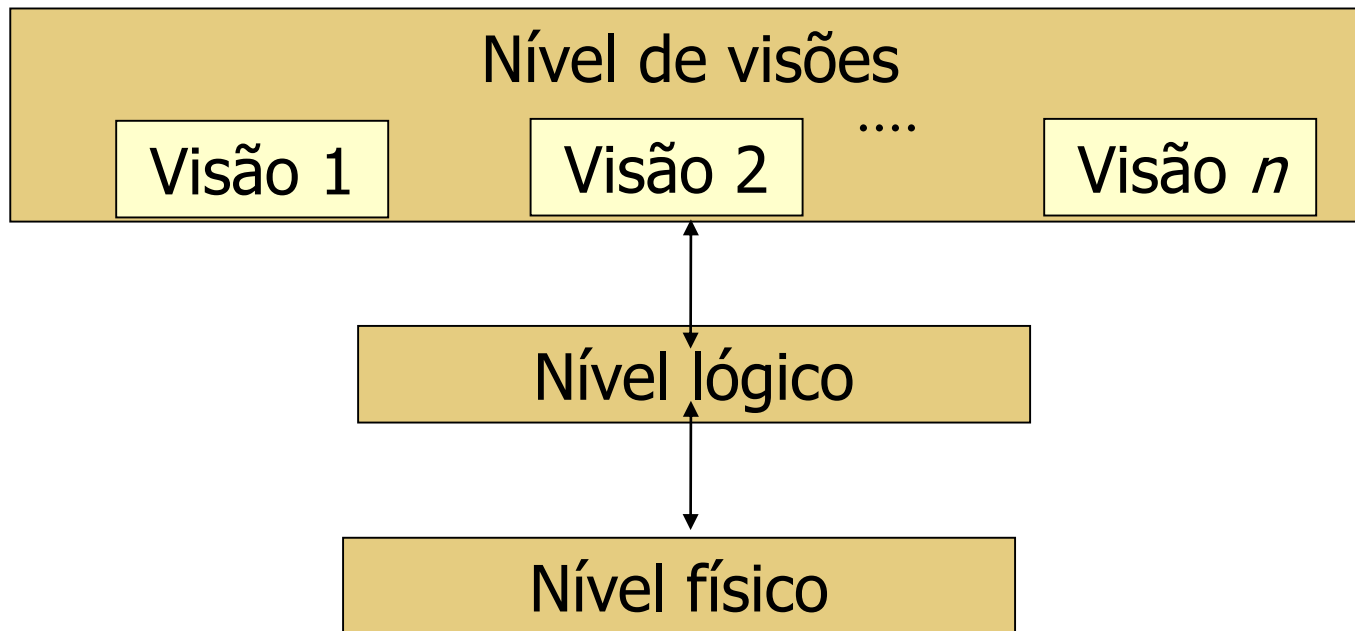 Nível de visões
Visão 1
Visão 2
....
Visão n
Nível lógico
Nível físico